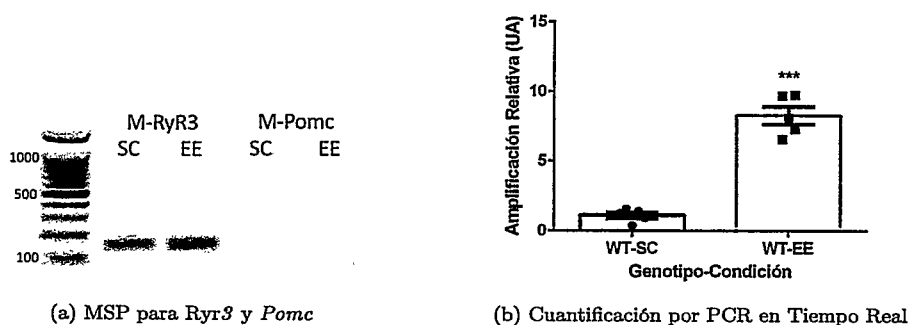 M-RyR3 M-Pomc
SC EE SC EE
1000
500
100
(a) MSP para Ryr3 y Pomc
Amplificación Relativa (UA)
15
10
5
0
***
WT-SC WT-EE
Genotipo-Condición
(b) Cuantificación por PCR en Tiempo Real